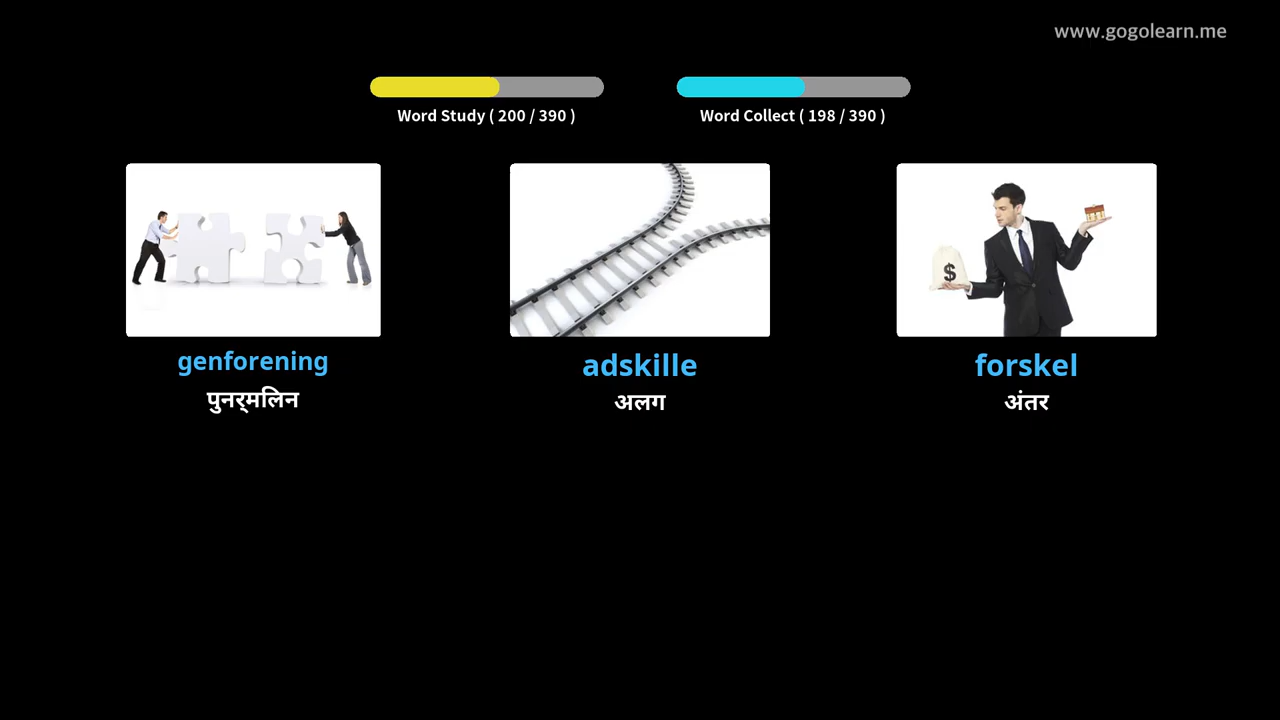 www.gogolearn.me
Word Study ( 200 / 390 )
Word Collect ( 198 / 390 )
$
genforening
adskille
forskel
पुनर्मिलन
अलग
अंतर